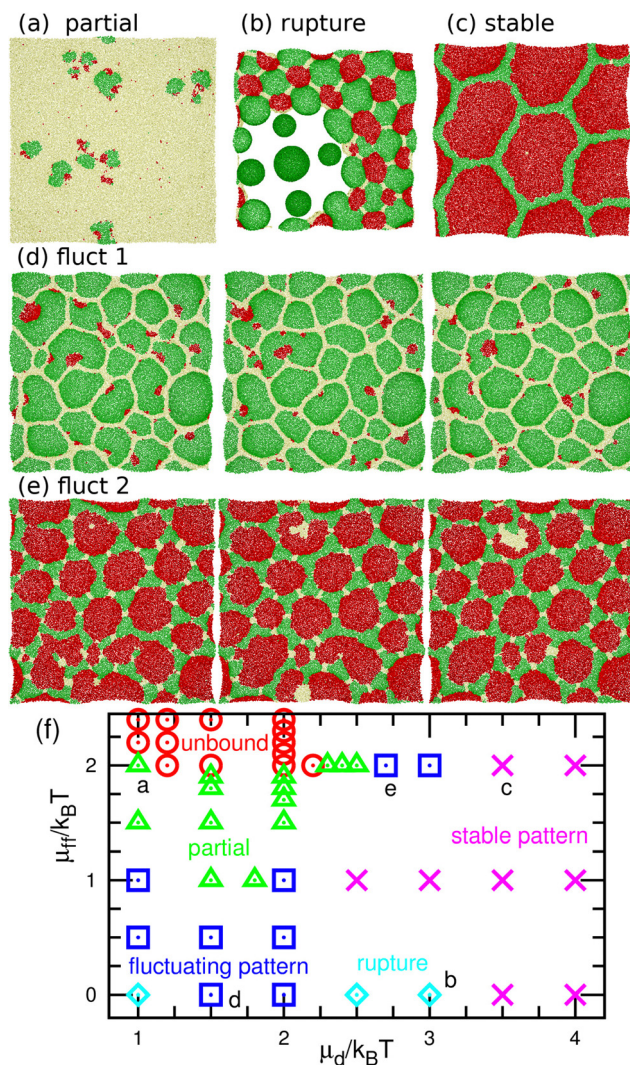 (a) partial (b) rupture (c) stable
(d) fluct 1
(e) fluct 2
(f)
unbound
2
a e c
partial stable pattern
μff/kBT
1
fluctuating pattern rupture
d b
0
1 2 3 4
μd/kBT